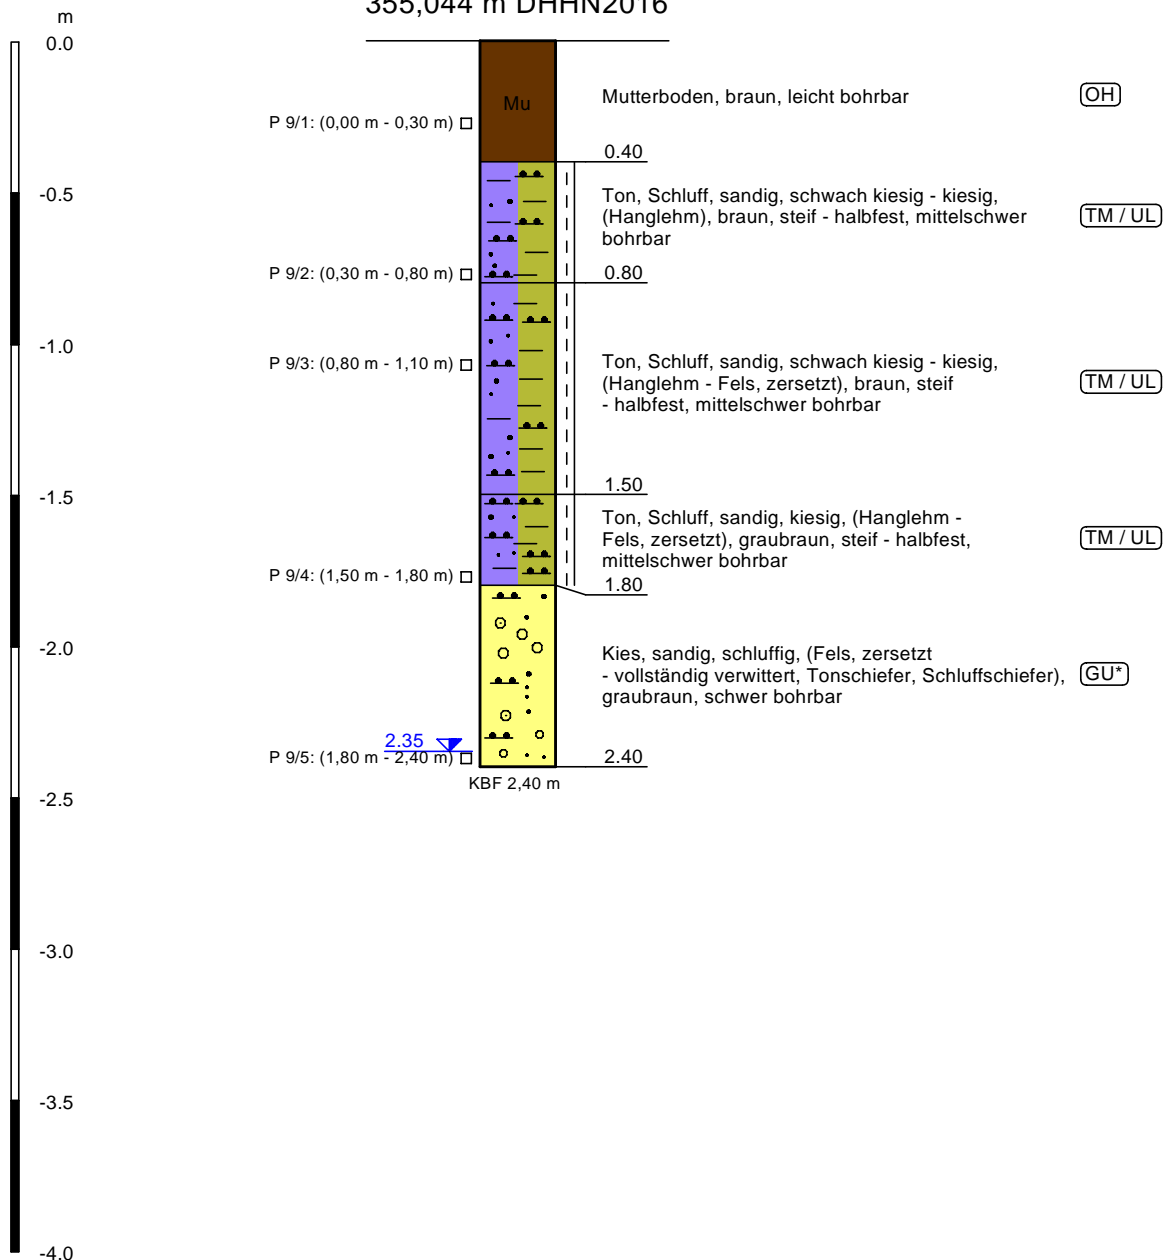 355,044 m DHHN2016
m
0.0
Mu
Mutterboden, braun, leicht bohrbar
OH
P 9/1: (0,00 m - 0,30 m)
0.40
-0.5
Ton, Schluff, sandig, schwach kiesig - kiesig,
(Hanglehm), braun, steif - halbfest, mittelschwer
bohrbar
TM / UL
P 9/2: (0,30 m - 0,80 m)
0.80
-1.0
P 9/3: (0,80 m - 1,10 m)
Ton, Schluff, sandig, schwach kiesig - kiesig,
(Hanglehm - Fels, zersetzt), braun, steif
- halbfest, mittelschwer bohrbar
TM / UL
-1.5
1.50
Ton, Schluff, sandig, kiesig, (Hanglehm -
Fels, zersetzt), graubraun, steif - halbfest,
mittelschwer bohrbar
TM / UL
P 9/4: (1,50 m - 1,80 m)
1.80
-2.0
Kies, sandig, schluffig, (Fels, zersetzt
- vollständig verwittert, Tonschiefer, Schluffschiefer),
graubraun, schwer bohrbar
GU*
2.35
P 9/5: (1,80 m - 2,40 m)
2.40
KBF 2,40 m
-2.5
-3.0
-3.5
-4.0